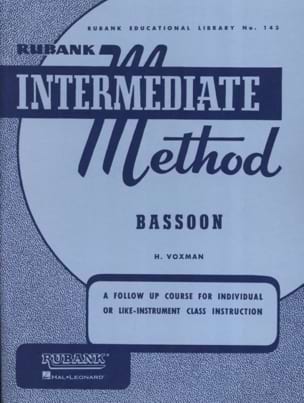 RUBANK EDUCATIONAL LIBRARY No. 143
RUBANK
INTERMEDIATE
Method
BASSOON
H. VOXMAN
A FOLLOW UP COURSE FOR INDIVIDUAL
OR LIKE-INSTRUMENT CLASS INSTRUCTION
RUBANK
HAL•LEONARD